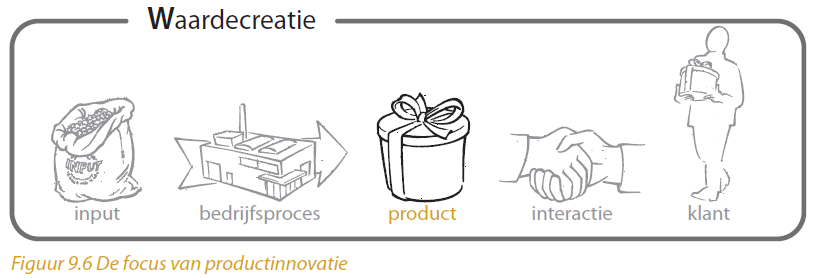 Waardecreatie
INPUT
input bedrijfsproces product interactie klant
Figuur 9.6 De focus van productinnovatie